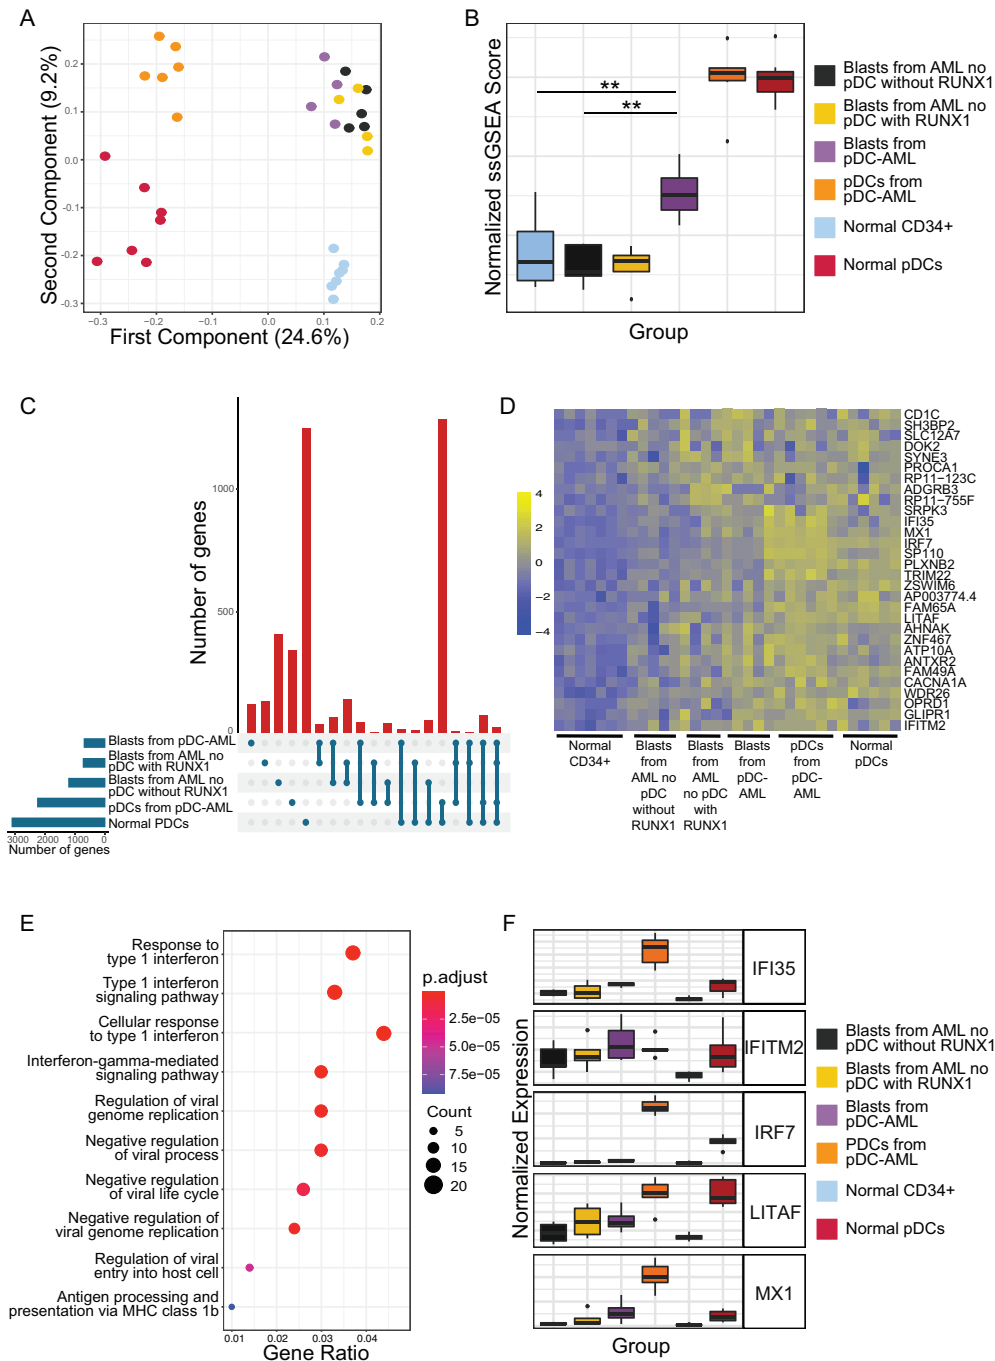 A
Second Component (9.2%)
0.2
0.1
0.0
-0.1
-0.2
-0.3
−0.3
−0.2
−0.1
0.0
0.1
0.2
First Component (24.6%)
B
Normalized ssGSEA Score
**
**
Group
Blasts from AML no
pDC without RUNX1
Blasts from AML no
pDC with RUNX1
Blasts from
pDC-AML
pDCs from
pDC-AML
Normal CD34+
Normal pDCs
C
Number of genes
1000
500
0
Blasts from pDC-AML
Blasts from AML no
pDC with RUNX1
Blasts from AML no
pDC without RUNX1
pDCs from pDC-AML
Normal PDCs
3000 2000 1000 0
Number of genes
D
4
2
0
−2
−4
CD1C
SH3BP2
SLC12A7
DOK2
SYNE3
PROCA1
RP11−123C
ADGRB3
RP11−755F
SRPK3
IFI35
MX1
IRF7
SP110
PLXNB2
TRIM22
ZSWIM6
AP003774.4
FAM65A
LITAF
AHNAK
ZNF467
ATP10A
ANTXR2
FAM49A
CACNA1A
WDR26
OPRD1
GLIPR1
IFITM2
Normal
CD34+
Blasts
from
AML no
pDC
without
RUNX1
Blasts
from
AML
no pDC
with
RUNX1
Blasts
from
pDC-
AML
pDCs
from
pDC-
AML
Normal
pDCs
E
Response to
type 1 interferon
Type 1 interferon
signaling pathway
Cellular response
to type 1 interferon
Interferon-gamma-mediated
signaling pathway
Regulation of viral
genome replication
Negative regulation
of viral process
Negative regulation
of viral life cycle
Negative regulation of
viral genome replication
Regulation of viral
entry into host cell
Antigen processing and
presentation via MHC class 1b
0.01
0.02
0.03
0.04
Gene Ratio
p.adjust
2.5e−05
5.0e−05
7.5e−05
Count
5
10
15
20
F
Normalized Expression
IFI35
IFITM2
IRF7
LITAF
MX1
Group
Blasts from AML no
pDC without RUNX1
Blasts from AML no
pDC with RUNX1
Blasts from
pDC-AML
PDCs from
pDC-AML
Normal CD34+
Normal pDCs